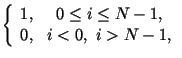 { 1, 0 ≤ i ≤ N − 1,
0, i < 0, i > N − 1,